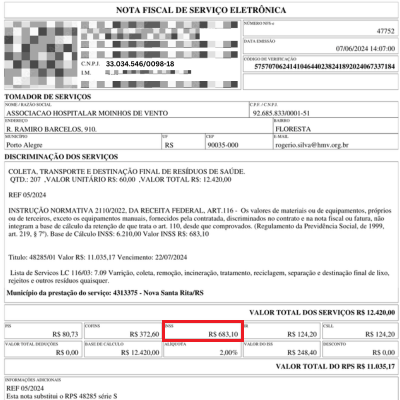 NOTA FISCAL DE SERVIÇO ELETRÔNICA
NÚMERO NFS-e
47752
DATA EMISSÃO
07/06/2024 14:07:00
CÓDIGO DE VERIFICAÇÃO
5757070624141046440238241892024067337184
C.N.P.J. 33.034.546/0098-18
I.M.
TOMADOR DE SERVIÇOS
NOME / RAZÃO SOCIAL C.P.F. / C.N.P.J.
ASSOCIACAO HOSPITALAR MOINHOS DE VENTO 92.685.833/0001-51
ENDEREÇO BAIRRO
R. RAMIRO BARCELOS, 910. FLORESTA
MUNICÍPIO UF CEP E-MAIL
Porto Alegre RS 90035-000 rogerio.silva@hmv.org.br
DISCRIMINAÇÃO DOS SERVIÇOS
COLETA, TRANSPORTE E DESTINAÇÃO FINAL DE RESÍDUOS DE SAÚDE.
QTD.: 207 ,VALOR UNITÁRIO R$: 60,00 ,VALOR TOTAL R$: 12.420,00
REF 05/2024
INSTRUÇÃO NORMATIVA 2110/2022, DA RECEITA FEDERAL, ART.116 - Os valores de materiais ou de equipamentos, próprios
ou de terceiros, exceto os equipamentos manuais, fornecidos pela contratada, discriminados no contrato e na nota fiscal ou fatura, não
integram a base de cálculo da retenção de que trata o art. 110, desde que comprovados. (Regulamento da Previdência Social, de 1999,
art. 219, § 7º). Base de Cálculo INSS: 6.210,00 Valor INSS R$: 683,10
Titulo: 48285/01 Valor R$: 11.035,17 Vencimento: 22/07/2024
Lista de Serviços LC 116/03: 7.09 Varrição, coleta, remoção, incineração, tratamento, reciclagem, separação e destinação final de lixo,
rejeitos e outros resíduos quaisquer.
Município da prestação do serviço: 4313375 - Nova Santa Rita/RS
VALOR TOTAL DOS SERVIÇOS R$ 12.420,00
PIS COFINS INSS IR CSLL
R$ 80,73 R$ 372,60 R$ 683,10 R$ 124,20 R$ 124,20
VALOR DEDUÇÕES BASE DE CÁLCULO ALIQUOTA VALOR DO ISS DESCONTO
R$ 0,00 R$ 12.420,00 2,00% R$ 248,40 R$ 0,00
VALOR TOTAL DO RPS R$ 11.035,17
INFORMAÇÕES ADICIONAIS
REF 05/2024
Esta nota substitui o RPS 48285 série S